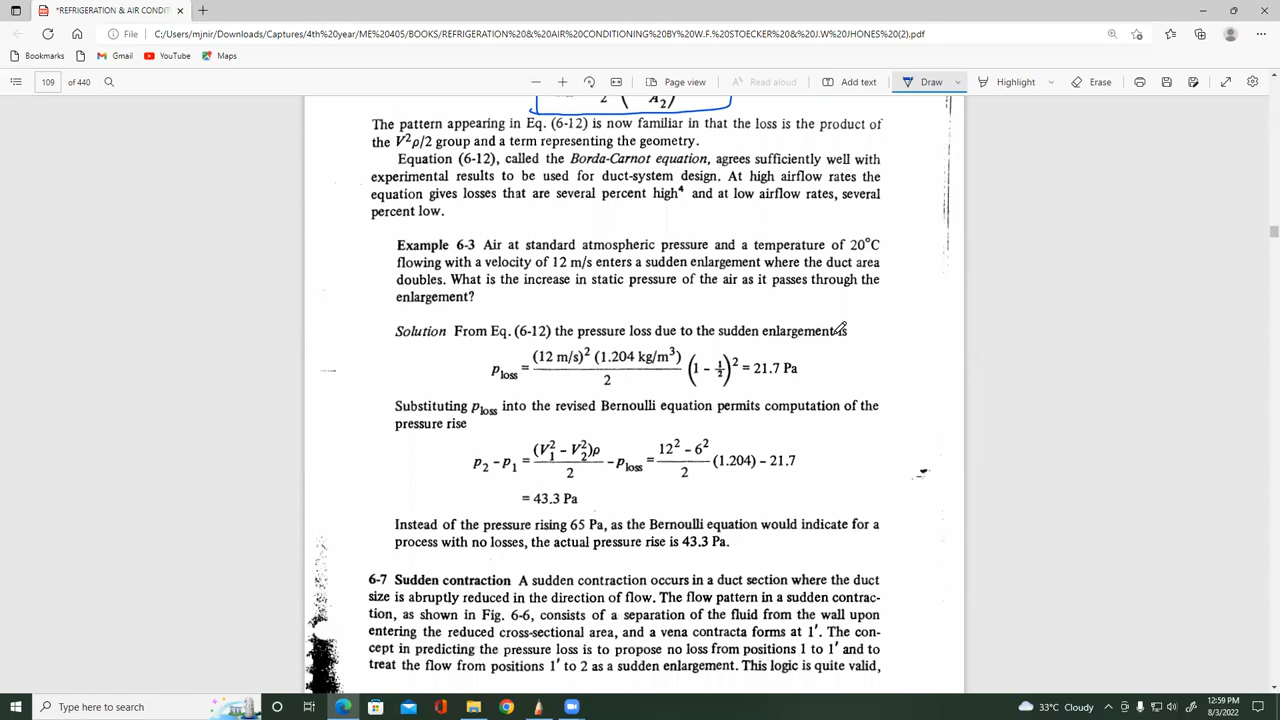 *REFRIGERATION & AIR CONDITION
File | C:/Users/mjnir/Downloads/Captures/4th%20year/ME%20405/BOOKS/REFRIGERATION%20&%20AIR%20CONDITIONING%20BY%20W.F.%20STOECKER%20&%20J.W%20JHONES%20(2).pdf
Bookmarks Gmail YouTube Maps
109 of 440 Page view Read aloud Add text Draw Highlight Erase
2 A₂
The pattern appearing in Eq. (6-12) is now familiar in that the loss is the product of
the V²ρ/2 group and a term representing the geometry.
Equation (6-12), called the Borda-Carnot equation, agrees sufficiently well with
experimental results to be used for duct-system design. At high airflow rates the
equation gives losses that are several percent high⁴ and at low airflow rates, several
percent low.
Example 6-3 Air at standard atmospheric pressure and a temperature of 20°C
flowing with a velocity of 12 m/s enters a sudden enlargement where the duct area
doubles. What is the increase in static pressure of the air as it passes through the
enlargement?
Solution From Eq. (6-12) the pressure loss due to the sudden enlargement is
p_loss = (12 m/s)² (1.204 kg/m³) / 2 (1 - 1/2)² = 21.7 Pa
Substituting p_loss into the revised Bernoulli equation permits computation of the
pressure rise
p₂ - p₁ = (V₁² - V₂²)ρ / 2 - p_loss = 12² - 6² / 2 (1.204) - 21.7
= 43.3 Pa
Instead of the pressure rising 65 Pa, as the Bernoulli equation would indicate for a
process with no losses, the actual pressure rise is 43.3 Pa.
6-7 Sudden contraction A sudden contraction occurs in a duct section where the duct
size is abruptly reduced in the direction of flow. The flow pattern in a sudden contrac-
tion, as shown in Fig. 6-6, consists of a separation of the fluid from the wall upon
entering the reduced cross-sectional area, and a vena contracta forms at 1′. The con-
cept in predicting the pressure loss is to propose no loss from positions 1 to 1′ and to
treat the flow from positions 1′ to 2 as a sudden enlargement. This logic is quite valid,
Type here to search
33°C Cloudy
12:59 PM
8/3/2022